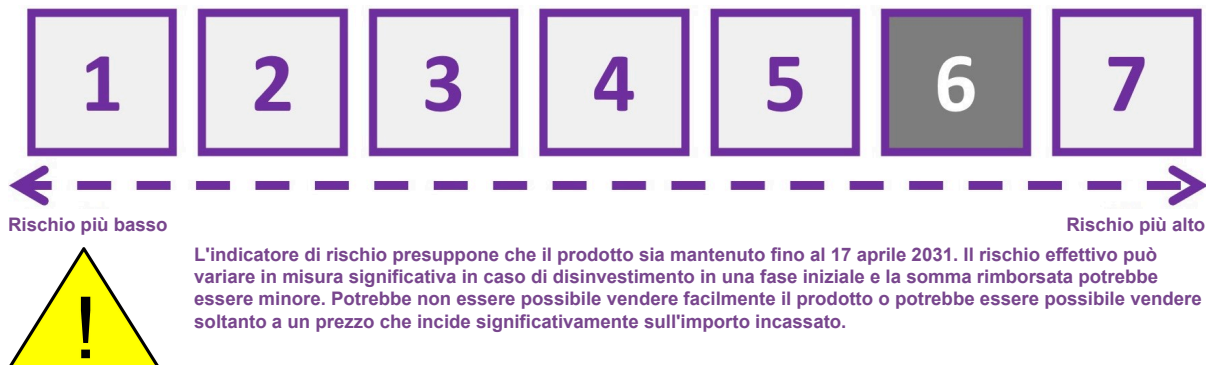 1 2 3 4 5 6 7
Rischio più basso Rischio più alto
L'indicatore di rischio presuppone che il prodotto sia mantenuto fino al 17 aprile 2031. Il rischio effettivo può
variare in misura significativa in caso di disinvestimento in una fase iniziale e la somma rimborsata potrebbe
essere minore. Potrebbe non essere possibile vendere facilmente il prodotto o potrebbe essere possibile vendere
soltanto a un prezzo che incide significativamente sull'importo incassato.
!